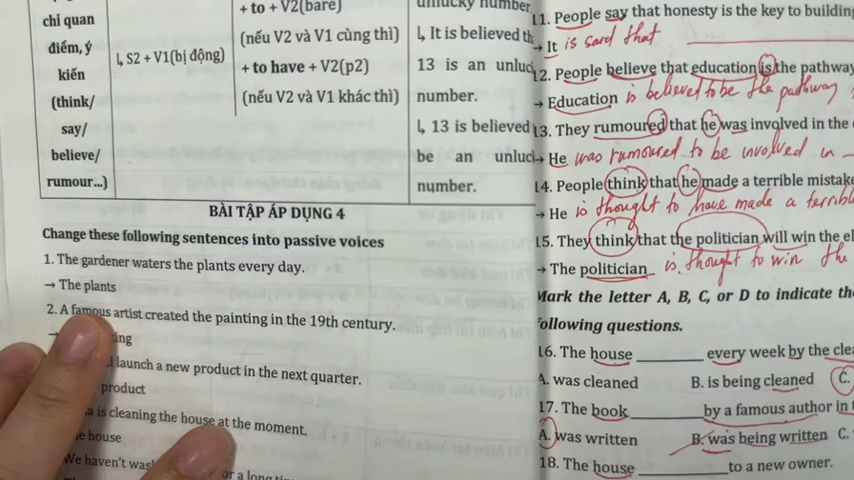 chỉ quan
điểm, ý
kiến
(think/
say/
believe/
rumour...)
↳ S2 + V1(bị động)
+ to + V2(bare)
(nếu V2 và V1 cùng thì)
+ to have + V2(p2)
(nếu V2 và V1 khác thì)
unlucky number
↳ It is believed th
13 is an unluc
number.
↳ 13 is believed
be an unluc
number.
BÀI TẬP ÁP DỤNG 4
Change these following sentences into passive voices
1. The gardener waters the plants every day.
→ The plants
2. A famous artist created the painting in the 19th century.
launch a new product in the next quarter.
product
is cleaning the house at the moment.
house
We haven't
for a long
11. People say that honesty is the key to building
→ It is said that
12. People believe that education is the pathway
→ Education is believed to be the pathway
13. They rumoured that he was involved in the
→ He was rumoured to be involved in
14. People think that he made a terrible mistake
→ He is thought to have made a terrible
15. They think that the politician will win the el
→ The politician is thought to win the
Mark the letter A, B, C, or D to indicate the
following questions.
16. The house ________ every week by the clea
A. was cleaned B. is being cleaned C.
17. The book ________ by a famous author in t
A. was written B. was being written C.
18. The house ________ to a new owner.